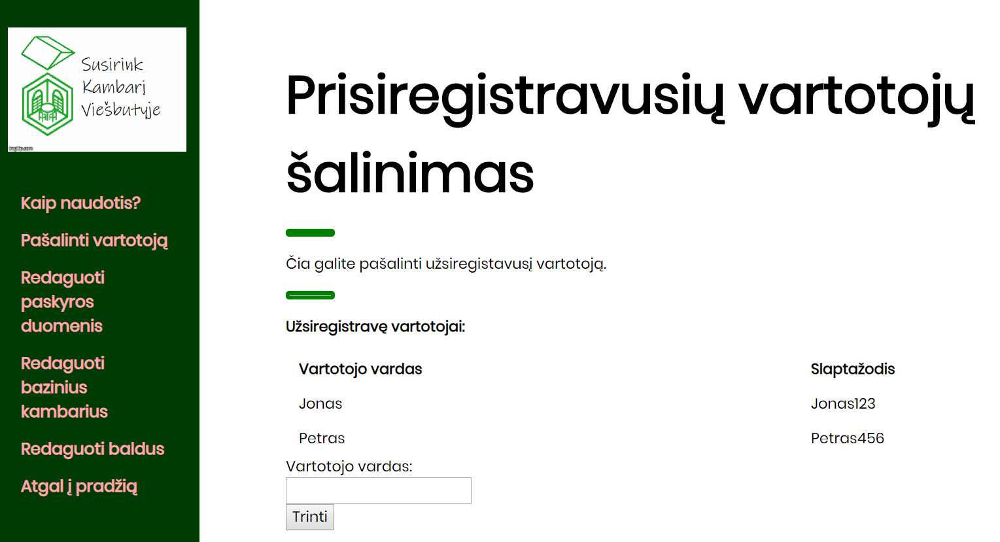 Susirink
Kambarį
Viešbutyje
imgflip.com
Kaip naudotis?
Pašalinti vartotoją
Redaguoti
paskyros
duomenis
Redaguoti
bazinius
kambarius
Redaguoti baldus
Atgal į pradžią
Prisiregistravusių vartotojų
šalinimas
Čia galite pašalinti užsiregistavusį vartotoją.
Užsiregistravę vartotojai:
Vartotojo vardas Slaptažodis
Jonas Jonas123
Petras Petras456
Vartotojo vardas:
Trinti